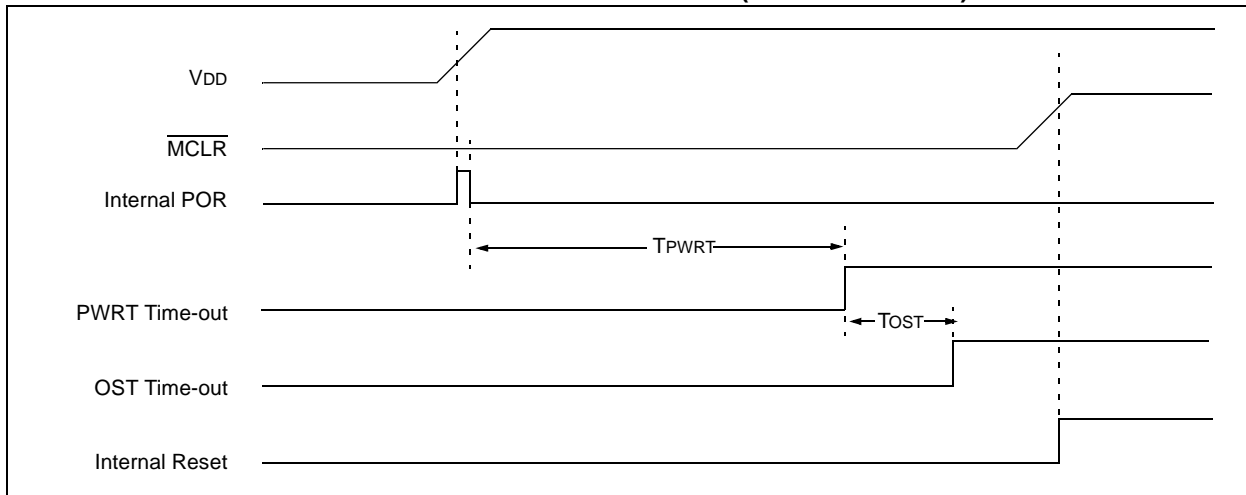 VDD
MCLR
Internal POR
TPWRT
PWRT Time-out
TOST
OST Time-out
Internal Reset